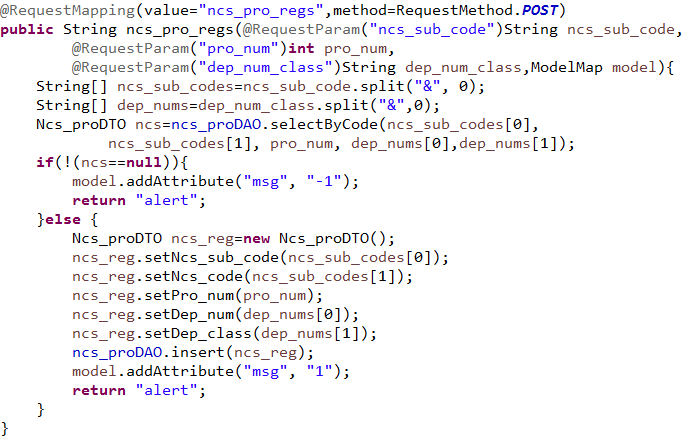 @RequestMapping(value="ncs_pro_regs",method=RequestMethod.POST)
public String ncs_pro_regs(@RequestParam("ncs_sub_code")String ncs_sub_code,
        @RequestParam("pro_num")int pro_num,
        @RequestParam("dep_num_class")String dep_num_class,ModelMap model){
    String[] ncs_sub_codes=ncs_sub_code.split("&", 0);
    String[] dep_nums=dep_num_class.split("&",0);
    Ncs_proDTO ncs=ncs_proDAO.selectByCode(ncs_sub_codes[0],
            ncs_sub_codes[1], pro_num, dep_nums[0],dep_nums[1]);
    if(!(ncs==null)){
        model.addAttribute("msg", "-1");
        return "alert";
    }else {
        Ncs_proDTO ncs_reg=new Ncs_proDTO();
        ncs_reg.setNcs_sub_code(ncs_sub_codes[0]);
        ncs_reg.setNcs_code(ncs_sub_codes[1]);
        ncs_reg.setPro_num(pro_num);
        ncs_reg.setDep_num(dep_nums[0]);
        ncs_reg.setDep_class(dep_nums[1]);
        ncs_proDAO.insert(ncs_reg);
        model.addAttribute("msg", "1");
        return "alert";
    }
}